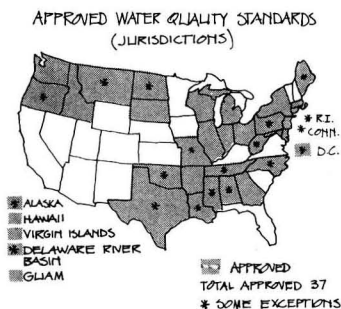 APPROVED WATER QUALITY STANDARDS
(JURISDICTIONS)
* R.I.
* CONN.
* D.C.
* ALASKA
HAWAII
VIRGIN ISLANDS
* DELAWARE RIVER
BASIN
GUAM
APPROVED
TOTAL APPROVED 37
* SOME EXCEPTIONS